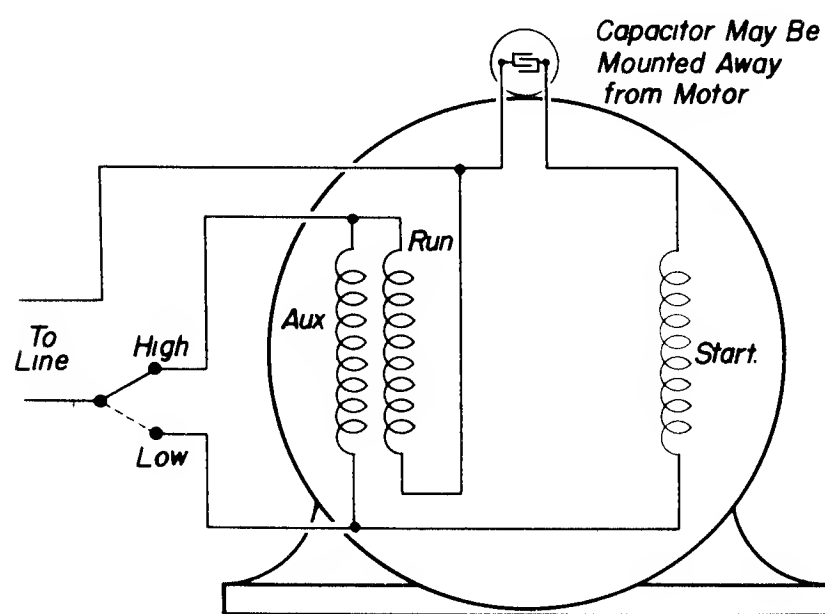 Capacitor May Be
Mounted Away
from Motor
Run
Aux
To
Line
High
Start.
Low